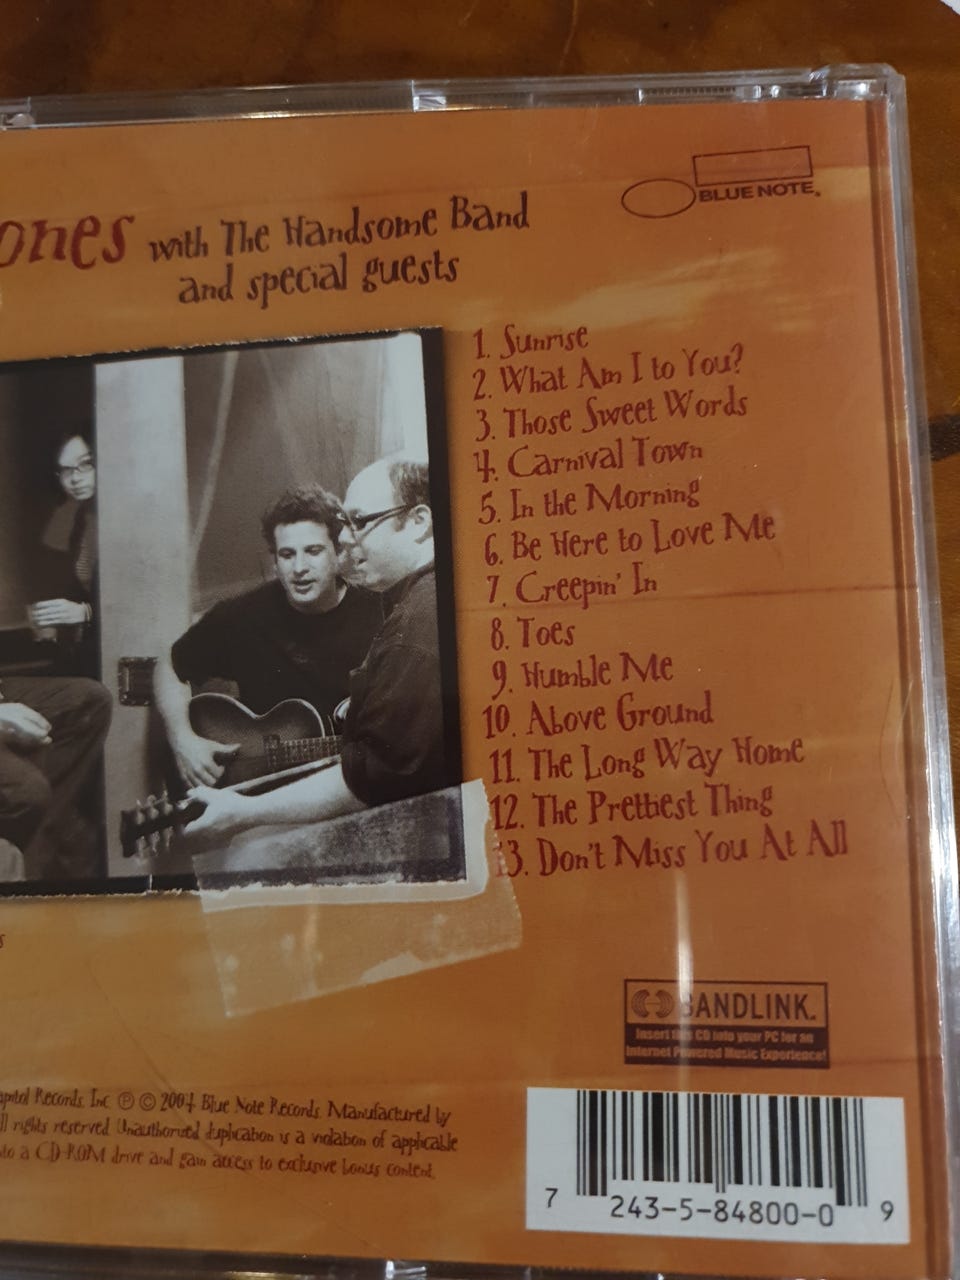 BLUE NOTE®
ones with The Handsome Band
and special guests
1. Sunrise
2. What Am I to You?
3. Those Sweet Words
4. Carnival Town
5. In the Morning
6. Be Here to Love Me
7. Creepin' In
8. Toes
9. Humble Me
10. Above Ground
11. The Long Way Home
12. The Prettiest Thing
13. Don't Miss You At All
s
BANDLINK.
Insert this CD into your PC for an
Internet Powered Music Experience!
apitol Records, Inc. ℗ © 2004 Blue Note Records. Manufactured by
ll rights reserved. Unauthorized duplication is a violation of applicable
to a CD-ROM drive and gain access to exclusive bonus content.
7 243-5-84800-0 9